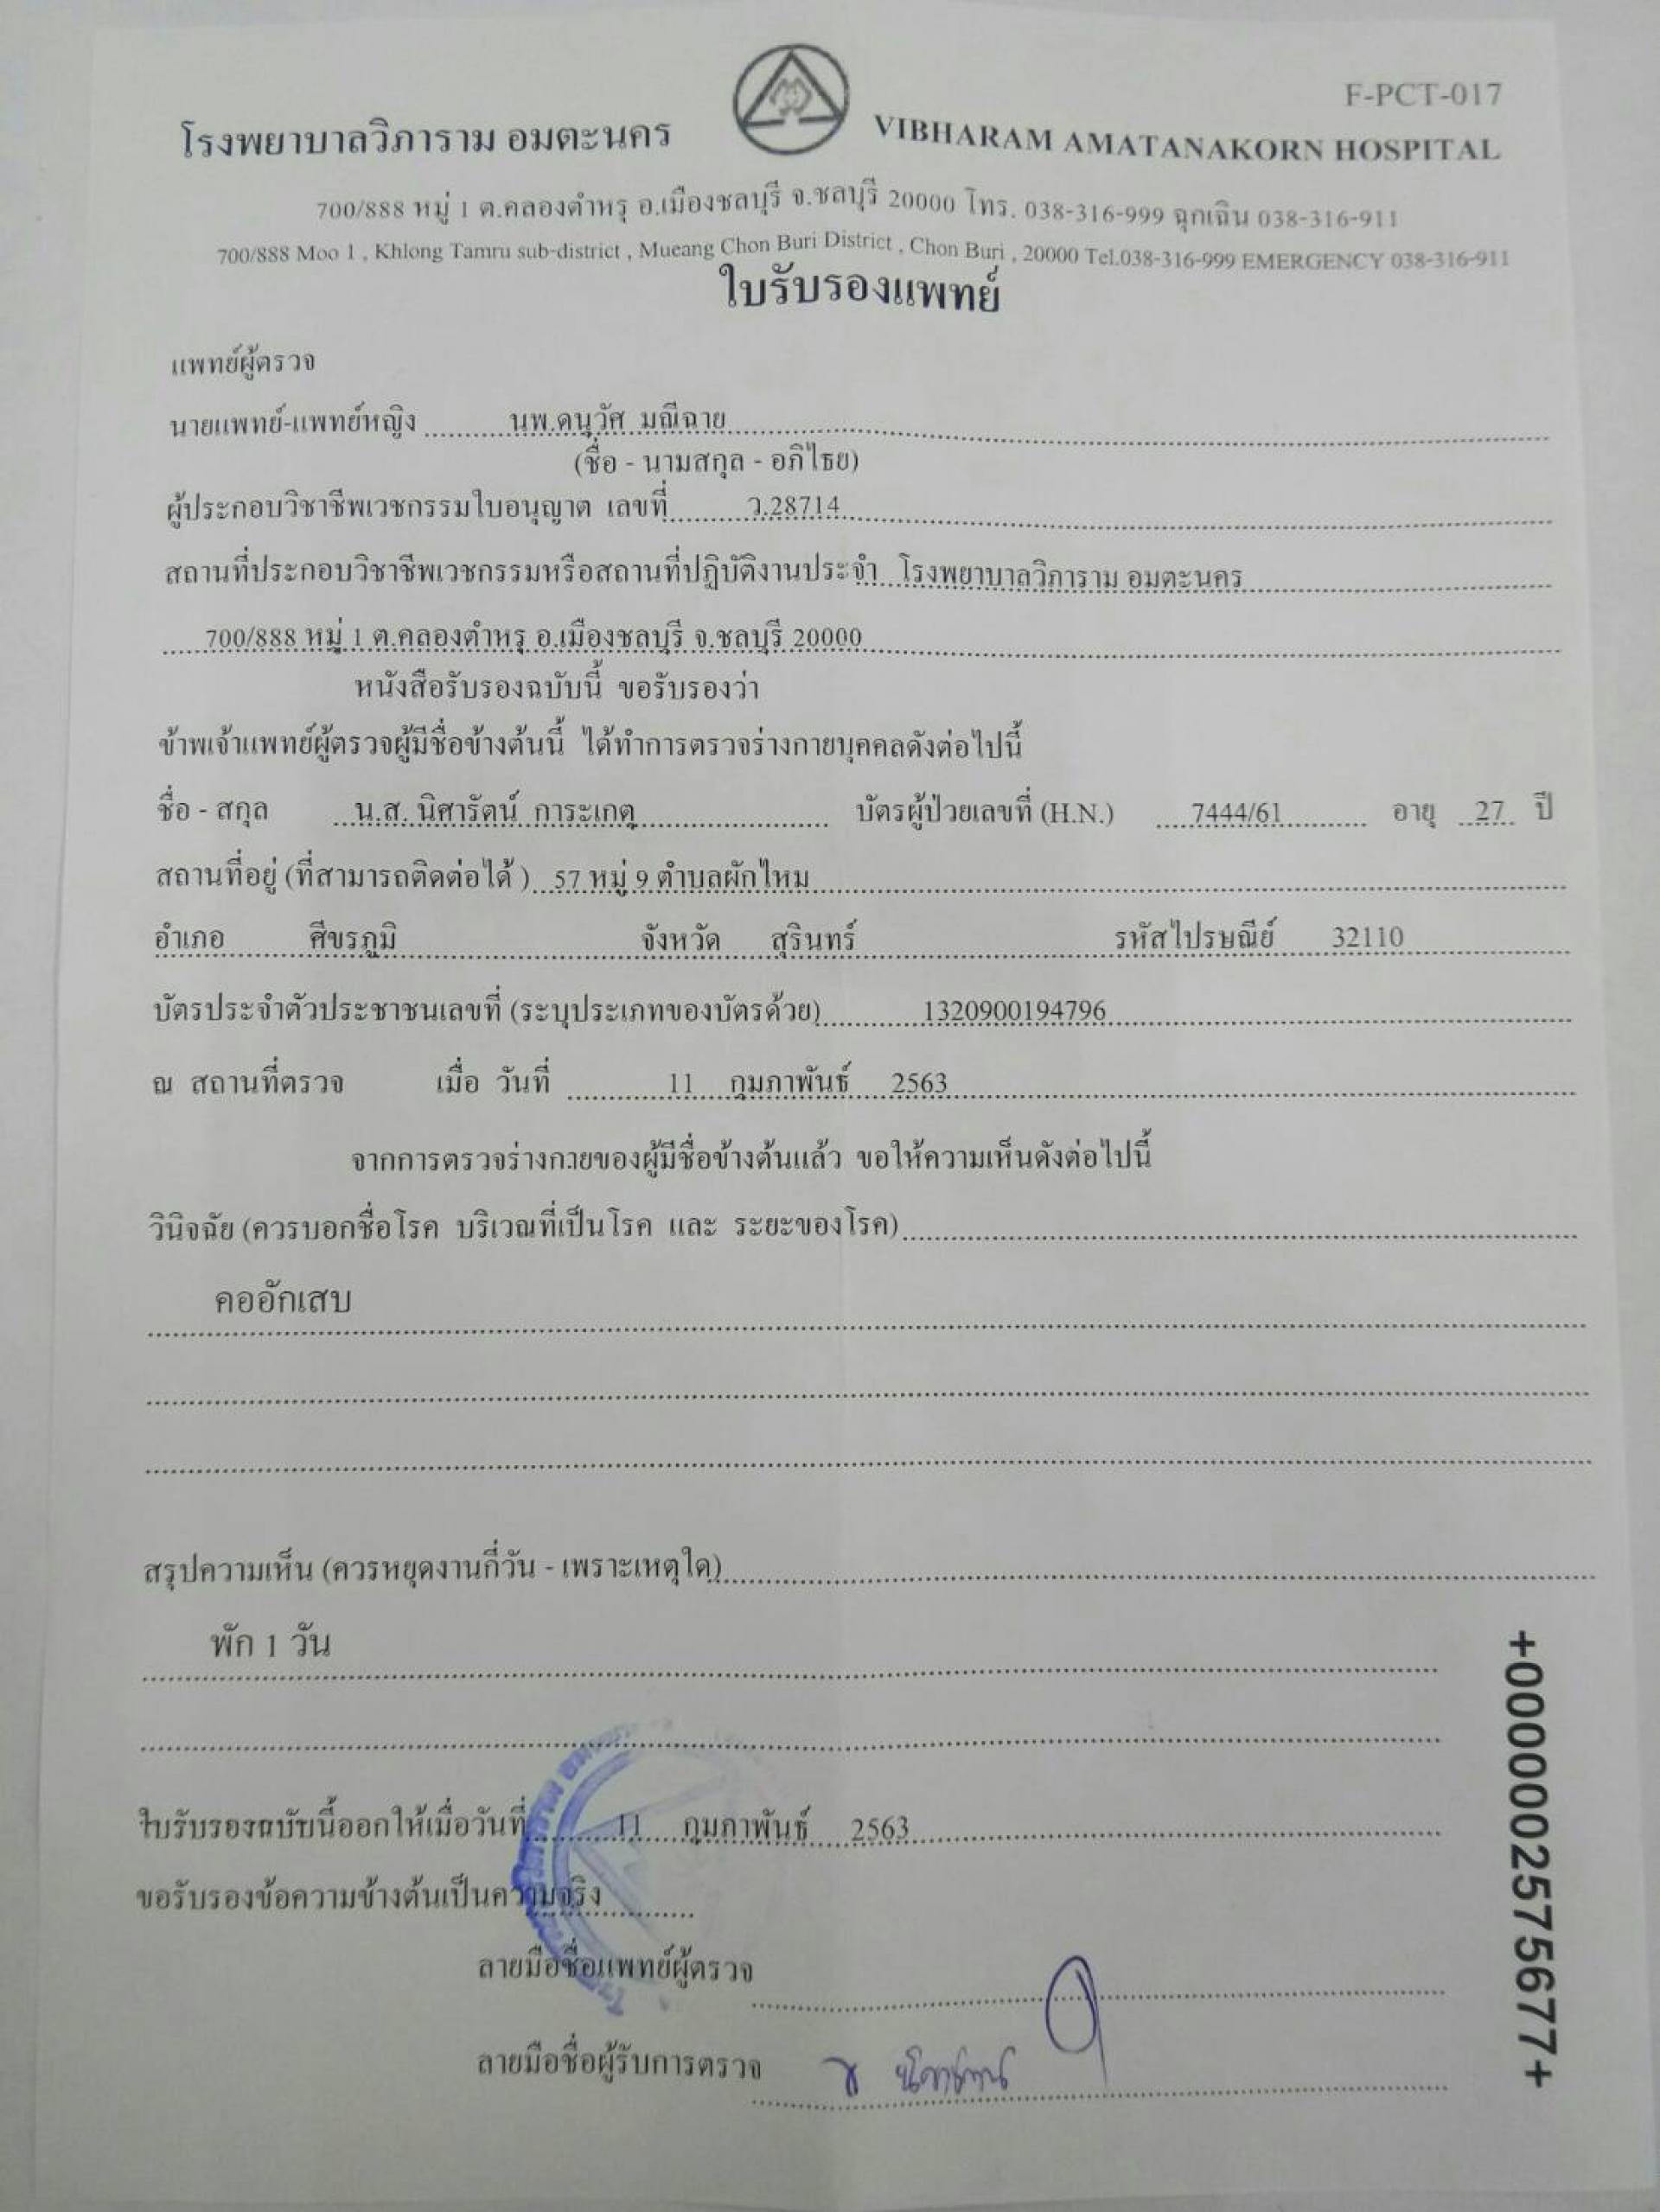 F-PCT-017
โรงพยาบาลวิภาราม อมตะนคร VIBHARAM AMATANAKORN HOSPITAL
700/888 หมู่ 1 ต.คลองตำหรุ อ.เมืองชลบุรี จ.ชลบุรี 20000 โทร. 038-316-999 ฉุกเฉิน 038-316-911
700/888 Moo 1 , Khlong Tamru sub-district , Mueang Chon Buri District , Chon Buri , 20000 Tel.038-316-999 EMERGENCY 038-316-911
ใบรับรองแพทย์
แพทย์ผู้ตรวจ
นายแพทย์-แพทย์หญิง นพ.ดนุวัศ มณีฉาย
(ชื่อ - นามสกุล - อภิไธย)
ผู้ประกอบวิชาชีพเวชกรรมใบอนุญาต เลขที่ ว.28714
สถานที่ประกอบวิชาชีพเวชกรรมหรือสถานที่ปฏิบัติงานประจำ โรงพยาบาลวิภาราม อมตะนคร
700/888 หมู่ 1 ต.คลองตำหรุ อ.เมืองชลบุรี จ.ชลบุรี 20000
หนังสือรับรองฉบับนี้ ขอรับรองว่า
ข้าพเจ้าแพทย์ผู้ตรวจผู้มีชื่อข้างต้นนี้ ได้ทำการตรวจร่างกายบุคคลดังต่อไปนี้
ชื่อ - สกุล น.ส. นิศารัตน์ การะเกตุ บัตรผู้ป่วยเลขที่ (H.N.) 7444/61 อายุ 27 ปี
สถานที่อยู่ (ที่สามารถติดต่อได้ ) 57 หมู่ 9 ตำบลผักไหม
อำเภอ ศีขรภูมิ จังหวัด สุรินทร์ รหัสไปรษณีย์ 32110
บัตรประจำตัวประชาชนเลขที่ (ระบุประเภทของบัตรด้วย) 1320900194796
ณ สถานที่ตรวจ เมื่อ วันที่ 11 กุมภาพันธ์ 2563
จากการตรวจร่างกายของผู้มีชื่อข้างต้นแล้ว ขอให้ความเห็นดังต่อไปนี้
วินิจฉัย (ควรบอกชื่อโรค บริเวณที่เป็นโรค และ ระยะของโรค)
คออักเสบ
สรุปความเห็น (ควรหยุดงานกี่วัน - เพราะเหตุใด)
พัก 1 วัน
ใบรับรองฉบับนี้ออกให้เมื่อวันที่ 11 กุมภาพันธ์ 2563
ขอรับรองข้อความข้างต้นเป็นความจริง
ลายมือชื่อแพทย์ผู้ตรวจ
ลายมือชื่อผู้รับการตรวจ นิศารัตน์
+0000002575677+